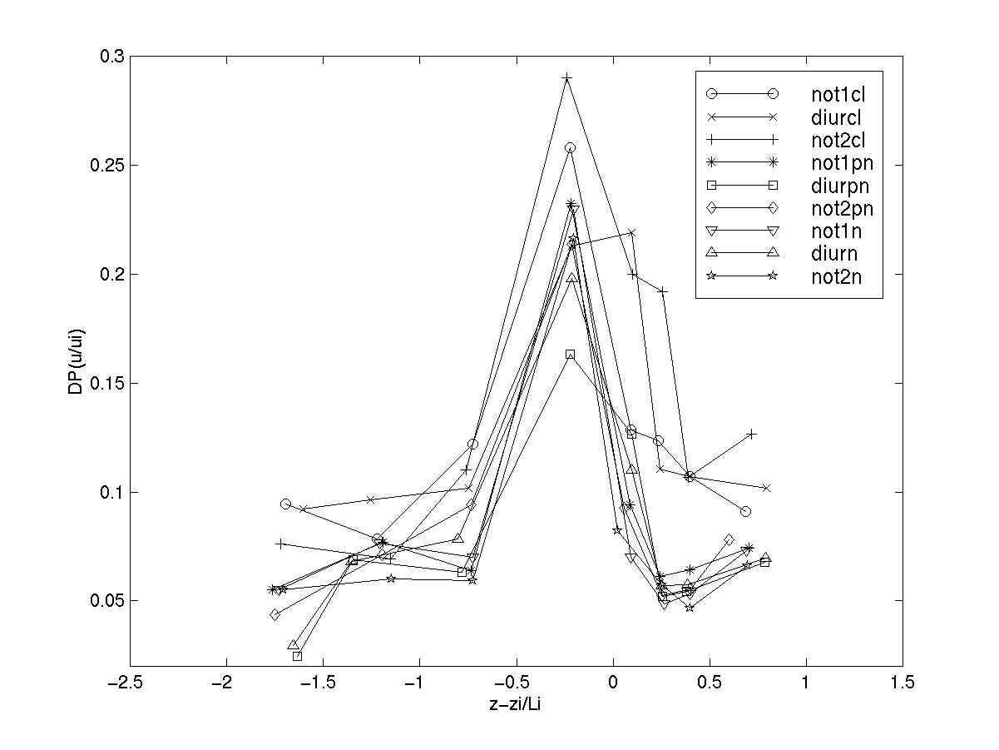 0.3
0.25
0.2
0.15
0.1
0.05
DP(u/ui)
−2.5
−2
−1.5
−1
−0.5
0
0.5
1
1.5
z−zi/Li
not1cl
diurcl
not2cl
not1pn
diurpn
not2pn
not1n
diurn
not2n